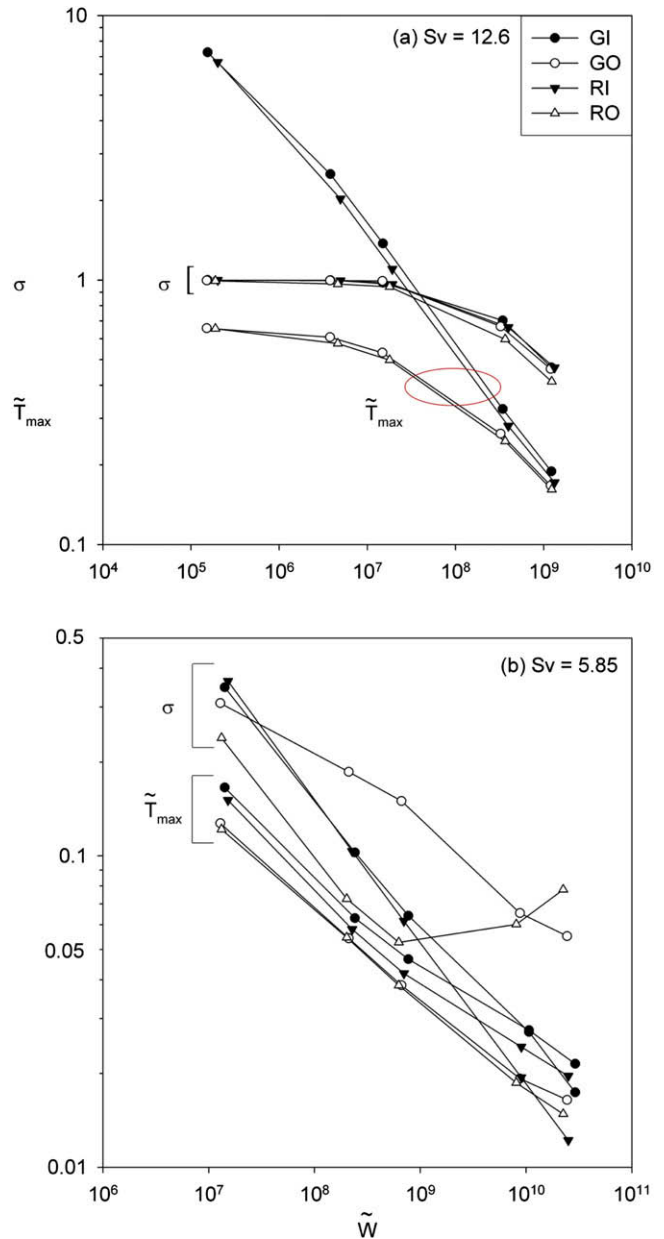 10
(a) Sv = 12.6
GI
GO
RI
RO
σ
1
σ
T̃max
T̃max
0.1
10⁴ 10⁵ 10⁶ 10⁷ 10⁸ 10⁹ 10¹⁰
0.5
(b) Sv = 5.85
σ
T̃max
0.1
0.05
0.01
10⁶ 10⁷ 10⁸ 10⁹ 10¹⁰ 10¹¹
W̃